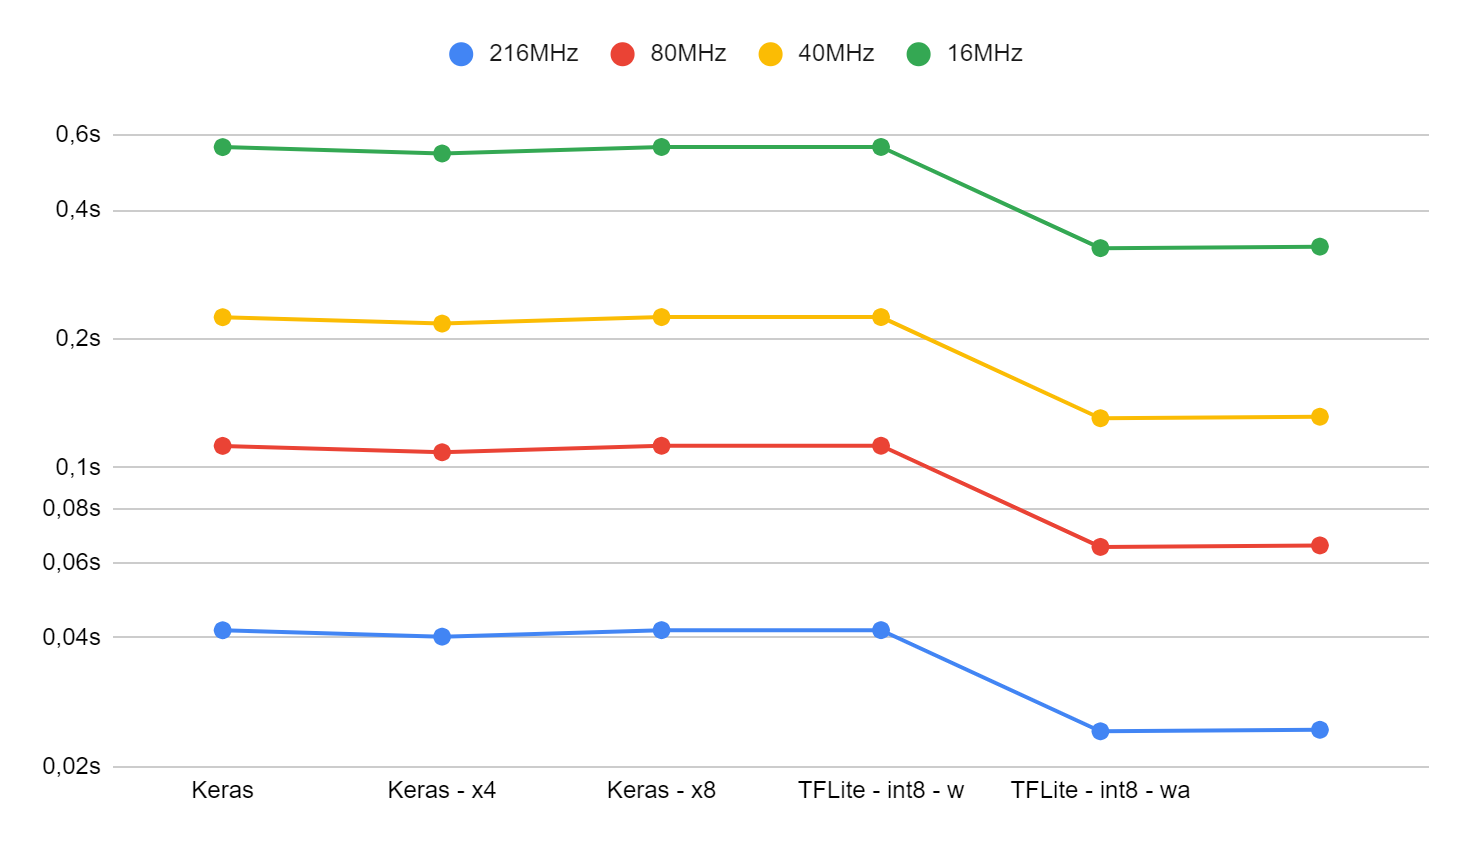 216MHz 80MHz 40MHz 16MHz
0,6s
0,4s
0,2s
0,1s
0,08s
0,06s
0,04s
0,02s
Keras Keras - x4 Keras - x8 TFLite - int8 - w TFLite - int8 - wa